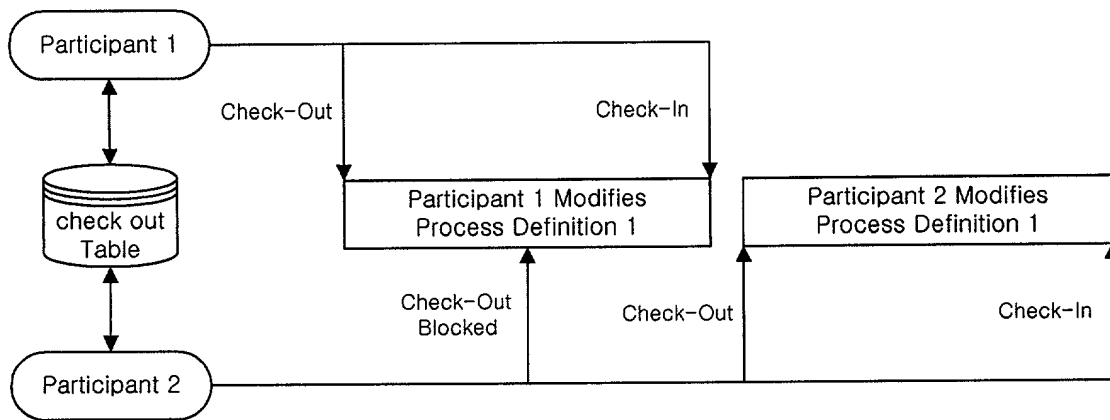 Participant 1
Check-Out
Check-In
Participant 1 Modifies
Process Definition 1
Participant 2 Modifies
Process Definition 1
check out
Table
Check-Out
Blocked
Check-Out
Check-In
Participant 2